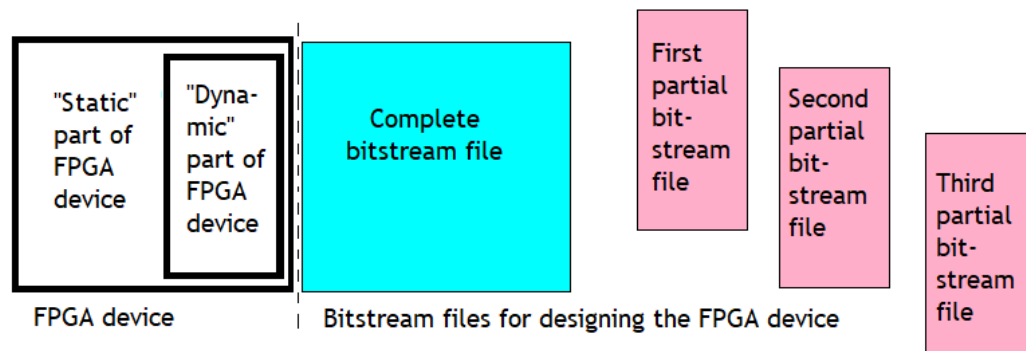 "Static"
part of
FPGA
device
"Dyna-
mic"
part of
FPGA
device
Complete
bitstream file
First
partial
bit-
stream
file
Second
partial
bit-
stream
file
Third
partial
bit-
stream
file
FPGA device
Bitstream files for designing the FPGA device